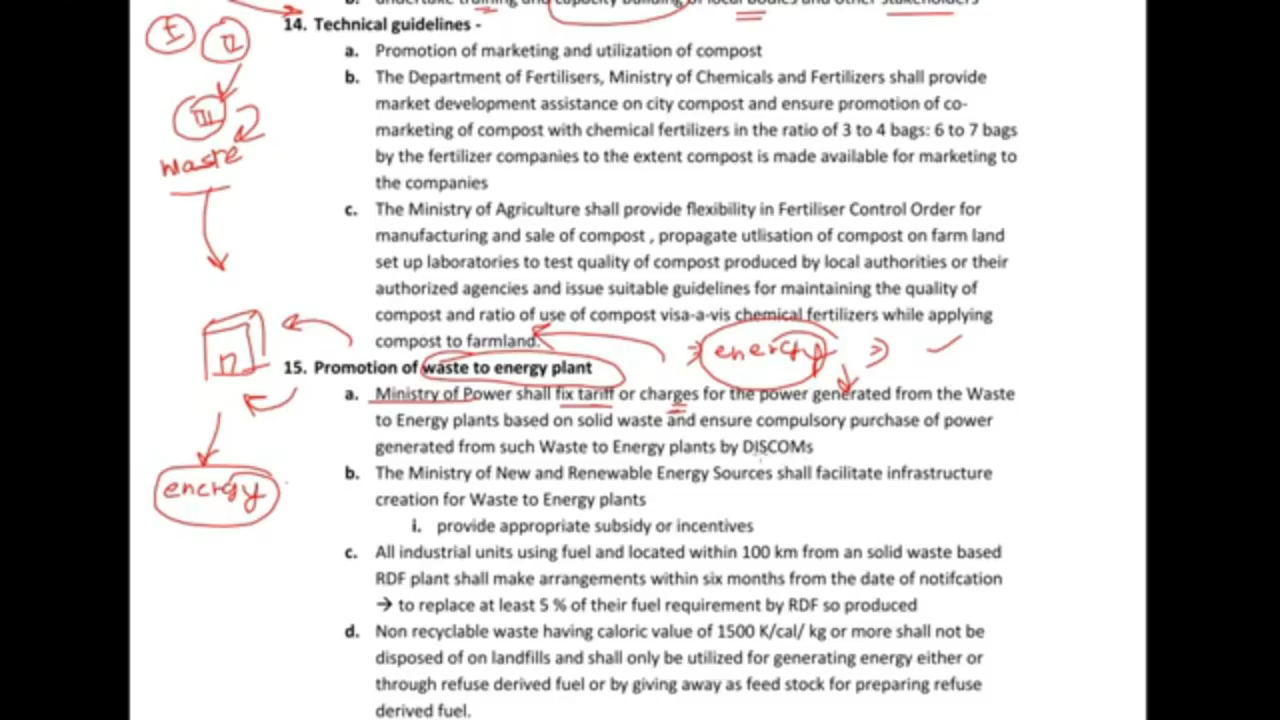 b. undertake training and capacity building of local bodies and other stakeholders
14. Technical guidelines -
I II
a. Promotion of marketing and utilization of compost
b. The Department of Fertilisers, Ministry of Chemicals and Fertilizers shall provide
market development assistance on city compost and ensure promotion of co-
III
marketing of compost with chemical fertilizers in the ratio of 3 to 4 bags: 6 to 7 bags
waste
by the fertilizer companies to the extent compost is made available for marketing to
the companies
c. The Ministry of Agriculture shall provide flexibility in Fertiliser Control Order for
manufacturing and sale of compost , propagate utlisation of compost on farm land
set up laboratories to test quality of compost produced by local authorities or their
authorized agencies and issue suitable guidelines for maintaining the quality of
compost and ratio of use of compost visa-a-vis chemical fertilizers while applying
compost to farmland.
energy
15. Promotion of waste to energy plant
a. Ministry of Power shall fix tariff or charges for the power generated from the Waste
to Energy plants based on solid waste and ensure compulsory purchase of power
generated from such Waste to Energy plants by DISCOMs
b. The Ministry of New and Renewable Energy Sources shall facilitate infrastructure
energy
creation for Waste to Energy plants
i. provide appropriate subsidy or incentives
c. All industrial units using fuel and located within 100 km from an solid waste based
RDF plant shall make arrangements within six months from the date of notifcation
→ to replace at least 5 % of their fuel requirement by RDF so produced
d. Non recyclable waste having caloric value of 1500 K/cal/ kg or more shall not be
disposed of on landfills and shall only be utilized for generating energy either or
through refuse derived fuel or by giving away as feed stock for preparing refuse
derived fuel.